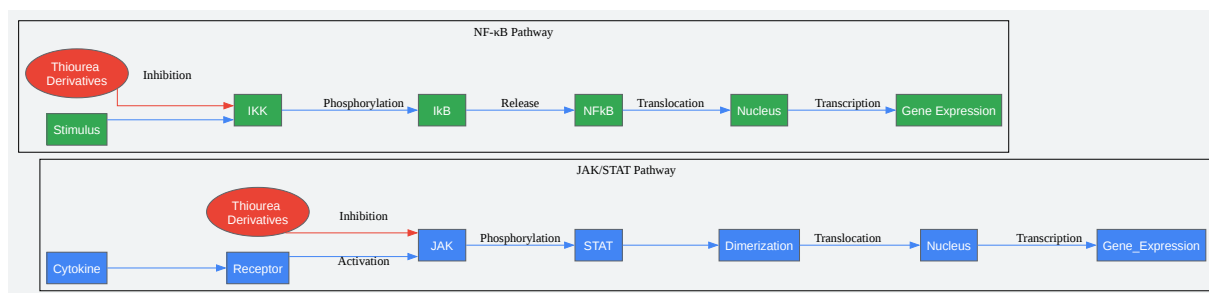 NF-κB Pathway
Thiourea
Derivatives
Inhibition
Stimulus
IKK
Phosphorylation
IkB
Release
NFkB
Translocation
Nucleus
Transcription
Gene Expression
JAK/STAT Pathway
Thiourea
Derivatives
Inhibition
Cytokine
Receptor
Activation
JAK
Phosphorylation
STAT
Dimerization
Translocation
Nucleus
Transcription
Gene_Expression